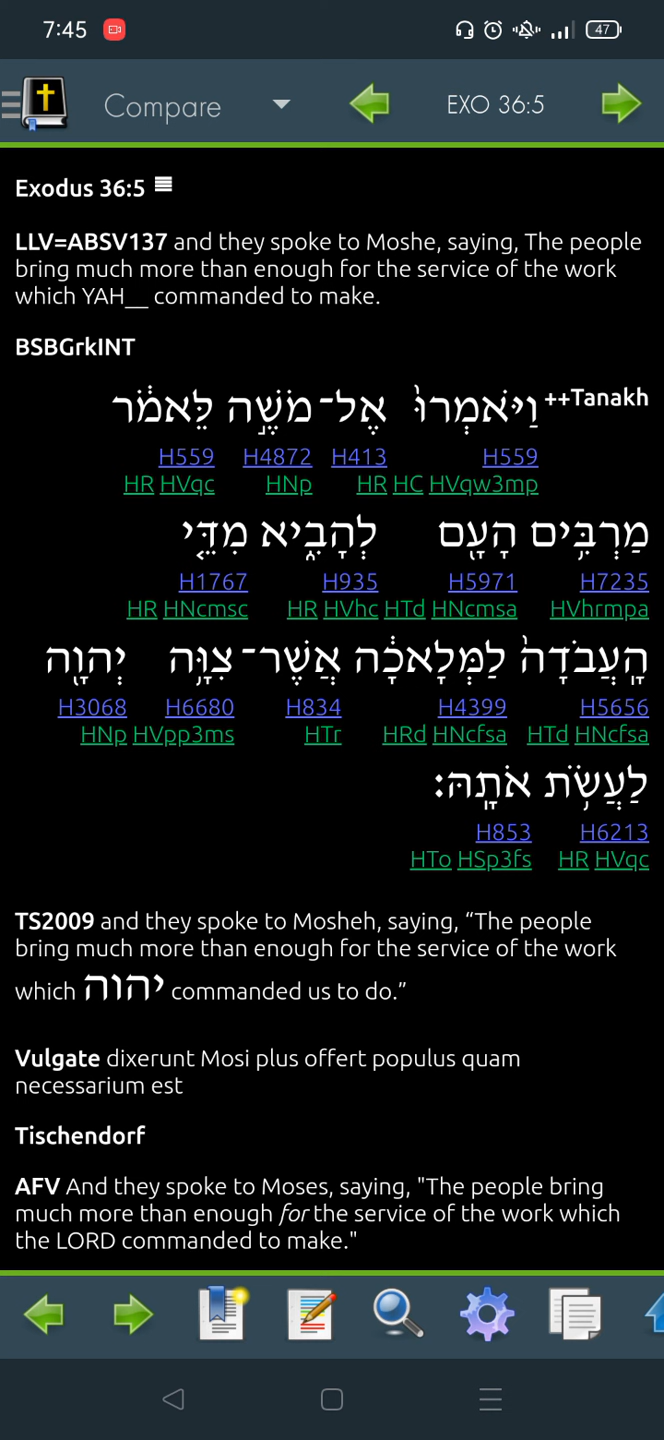 7:45
47
Compare
EXO 36:5
Exodus 36:5
LLV=ABSV137 and they spoke to Moshe, saying, The people
bring much more than enough for the service of the work
which YAH__ commanded to make.
BSBGrkINT
++Tanakh וַיֹּאמְרוּ֙ אֶל־ מֹשֶׁ֣ה לֵּאמֹ֔ר
H559 H413 H4872 H559
HR HVqc HNp HR HC HVqw3mp
מַרְבִּ֥ים הָעָ֖ם לְהָבִ֑יא מִדֵּ֤י
H7235 H5971 H935 H1767
HR HNcmsc HR HVhc HTd HNcmsa HVhrmpa
הָֽעֲבֹדָה֙ לַמְּלָאכָ֔ה אֲשֶׁר־ צִוָּ֥ה יְהוָ֖ה
H5656 H4399 H834 H6680 H3068
HNp HVpp3ms HTr HRd HNcfsa HTd HNcfsa
לַעֲשֹׂ֥ת אֹתָֽהּ׃
H6213 H853
HTo HSp3fs HR HVqc
TS2009 and they spoke to Mosheh, saying, “The people
bring much more than enough for the service of the work
which יהוה commanded us to do.”
Vulgate dixerunt Mosi plus offert populus quam
necessarium est
Tischendorf
AFV And they spoke to Moses, saying, "The people bring
much more than enough for the service of the work which
the LORD commanded to make."